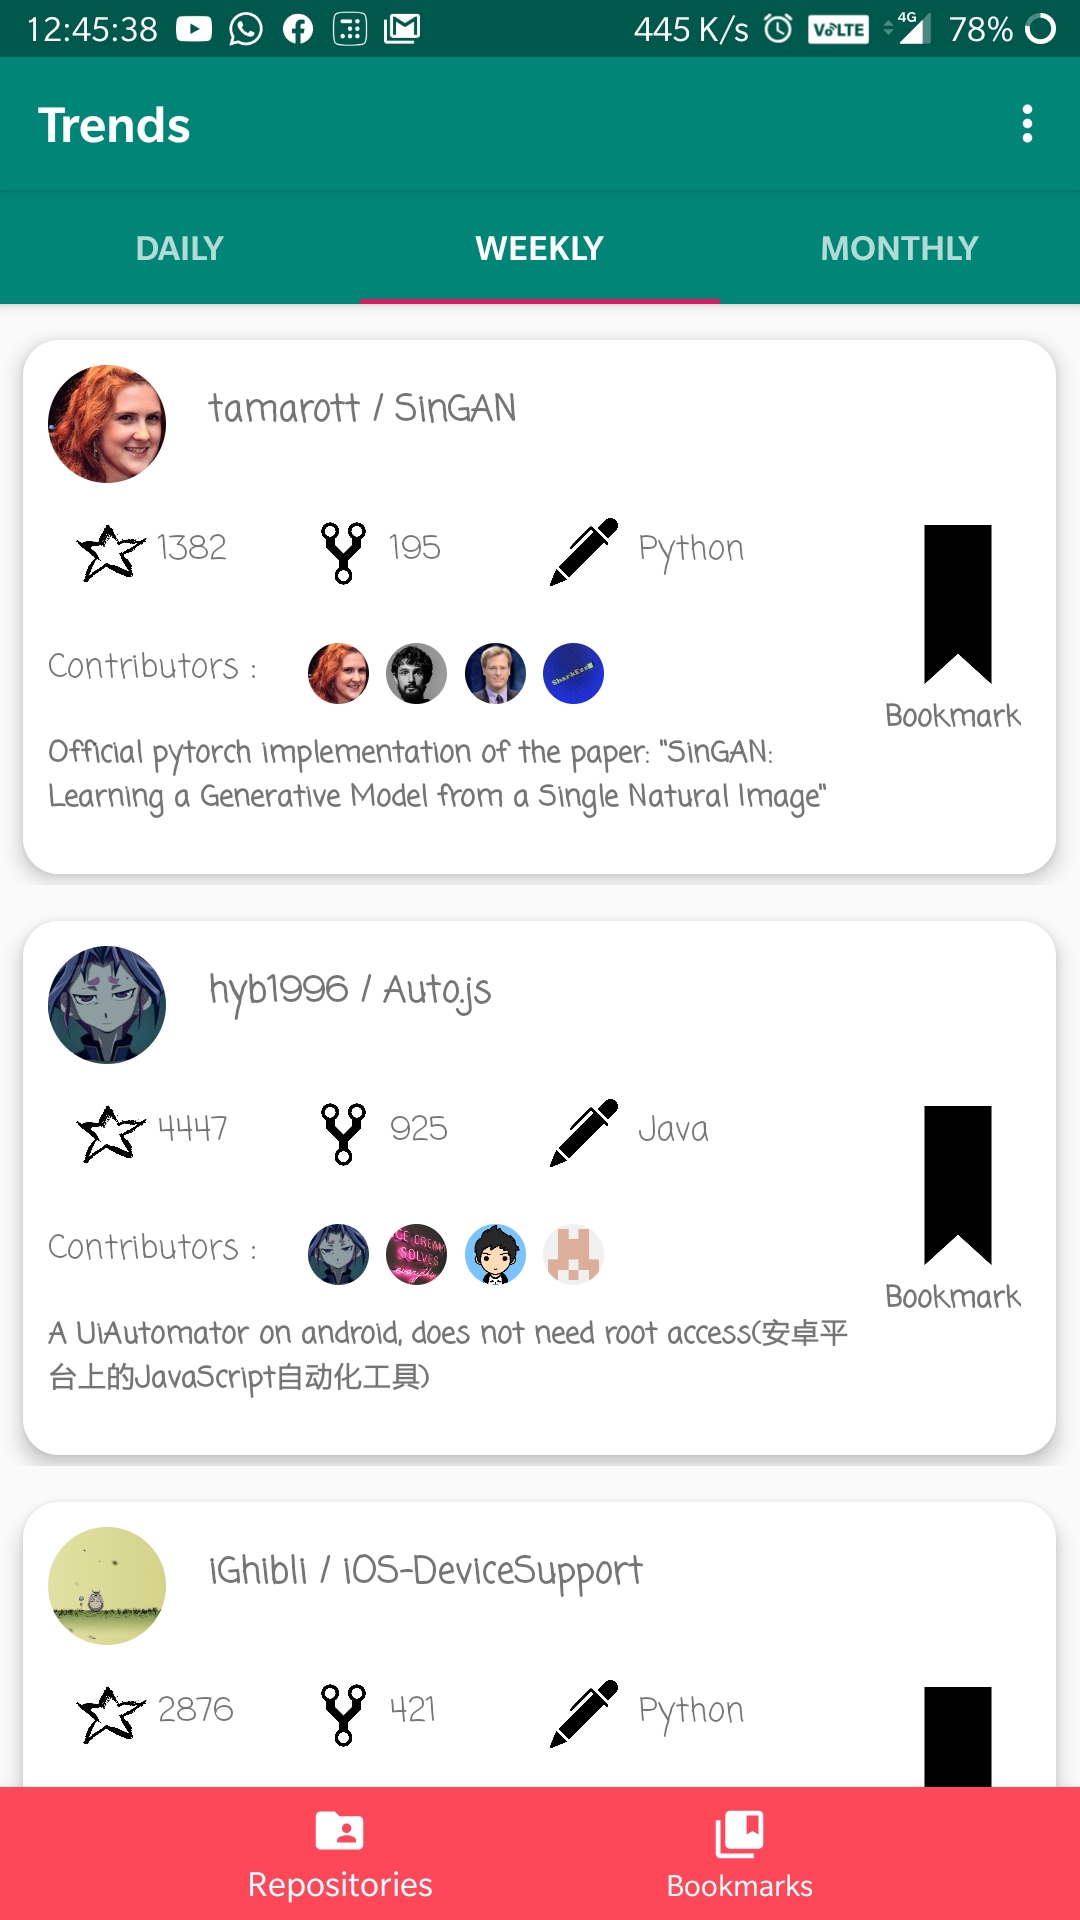 12:45:38 445 K/s VoLTE 4G 78%
Trends
DAILY WEEKLY MONTHLY
tamarott / SinGAN
1382 195 Python
Contributors :
Bookmark
Official pytorch implementation of the paper: "SinGAN:
Learning a Generative Model from a Single Natural Image"
hyb1996 / Auto.js
4447 925 Java
Contributors :
ICE CREAM
SOLVES
everything
Bookmark
A UiAutomator on android, does not need root access(安卓平
台上的JavaScript自动化工具)
iGhibli / iOS-DeviceSupport
2876 421 Python
Repositories Bookmarks